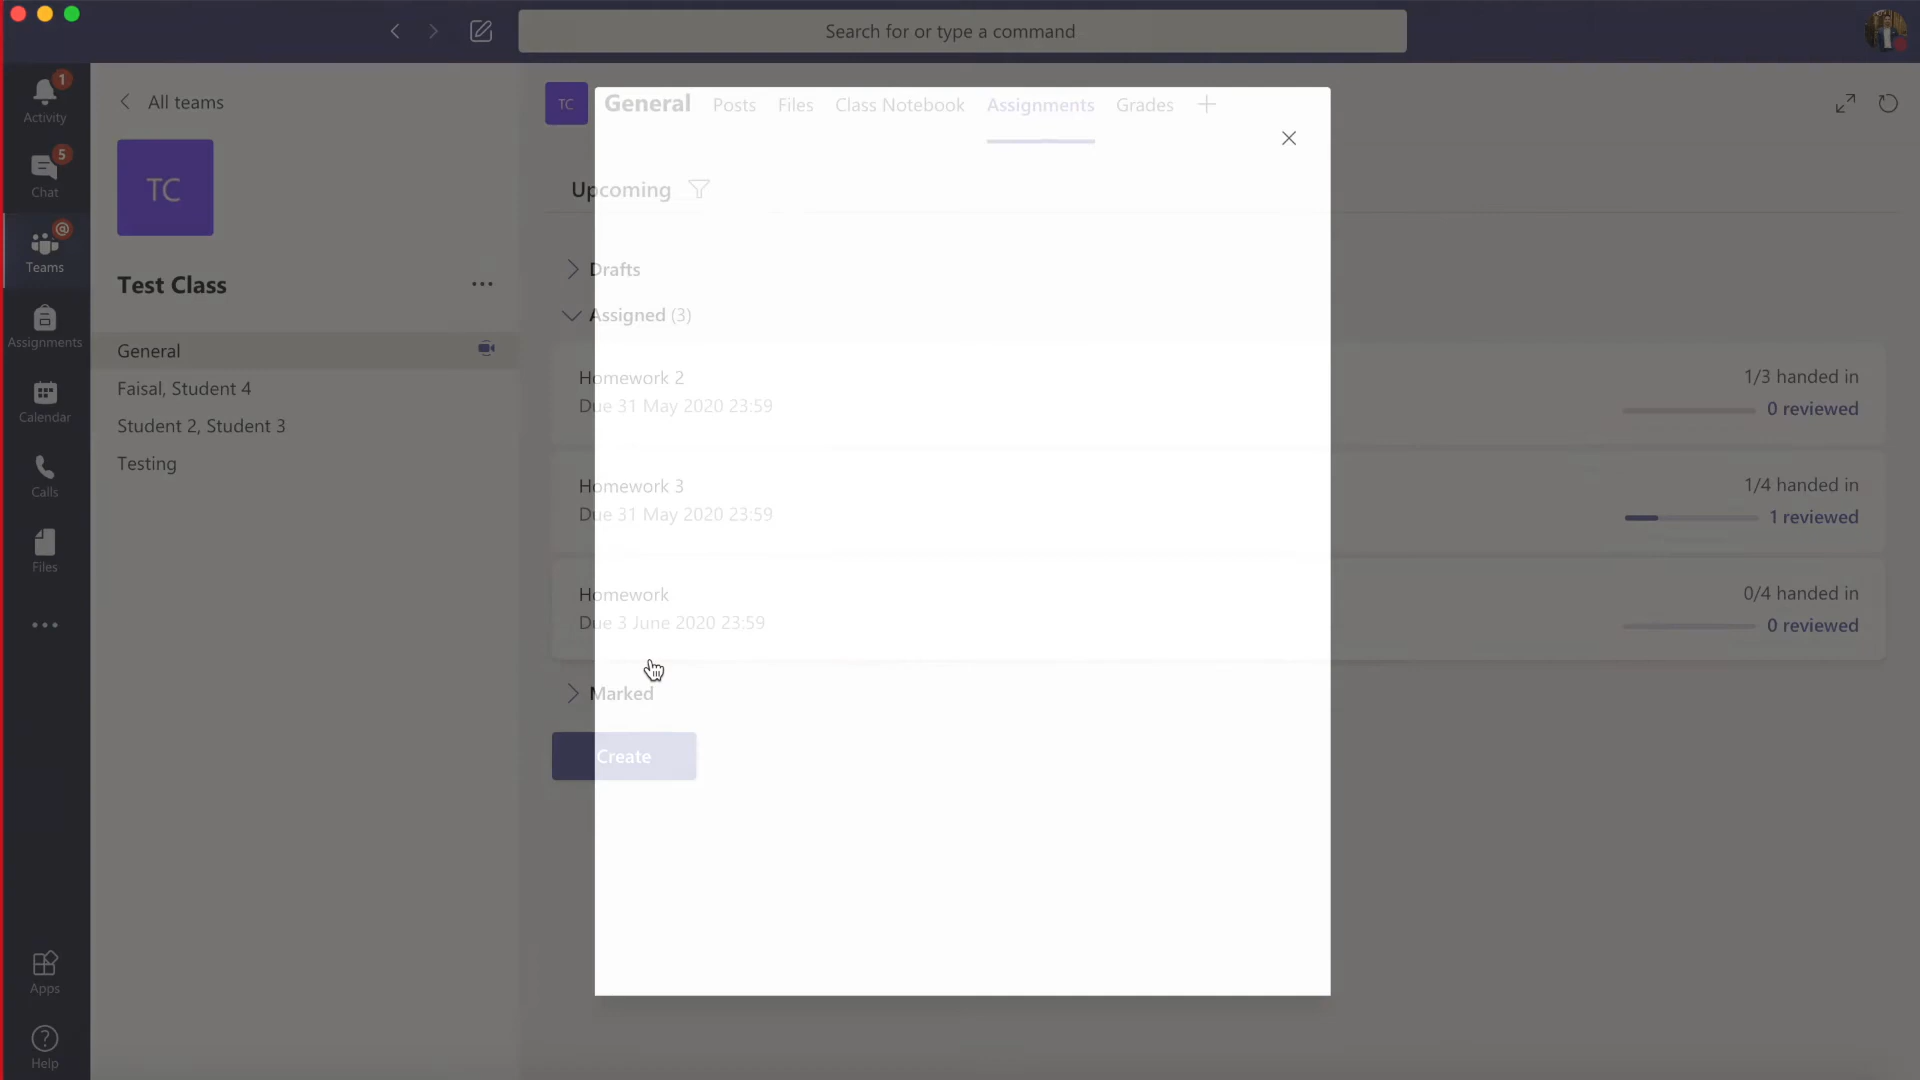 Search for or type a command
1
Activity
5
Chat
@
Teams
Assignments
Calendar
Calls
Files
Apps
Help
All teams
TC
Test Class
General
Faisal, Student 4
Student 2, Student 3
Testing
TC General Posts Files Class Notebook Assignments Grades
Upcoming
Drafts
Assigned (3)
Homework 2
Due 31 May 2020 23:59
1/3 handed in
0 reviewed
Homework 3
Due 31 May 2020 23:59
1/4 handed in
1 reviewed
Homework
Due 3 June 2020 23:59
0/4 handed in
0 reviewed
Marked
Create